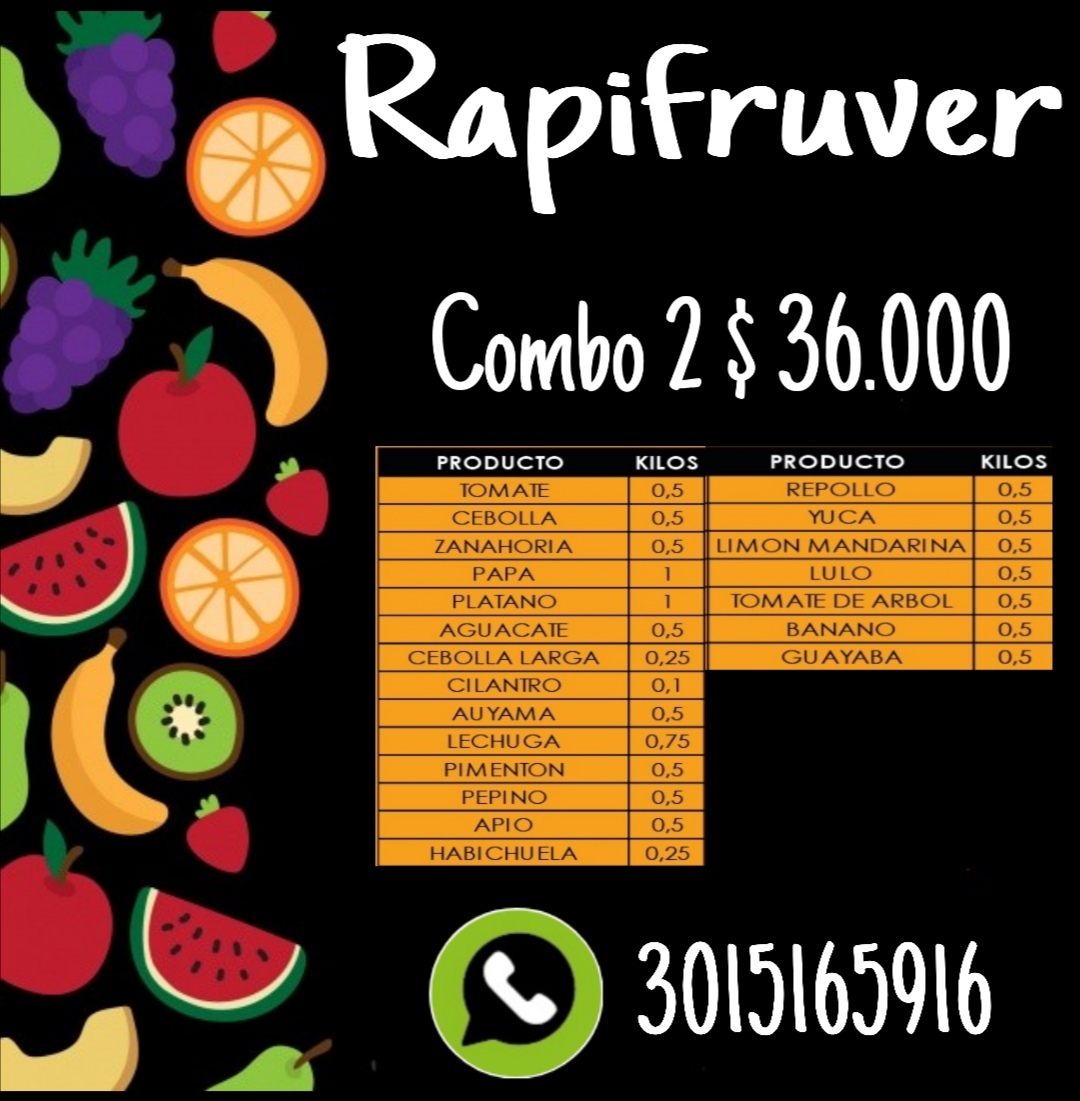 Rapifruver
Combo 2 $ 36.000
PRODUCTO KILOS PRODUCTO KILOS
TOMATE 0,5 REPOLLO 0,5
CEBOLLA 0,5 YUCA 0,5
ZANAHORIA 0,5 LIMON MANDARINA 0,5
PAPA 1 LULO 0,5
PLATANO 1 TOMATE DE ARBOL 0,5
AGUACATE 0,5 BANANO 0,5
CEBOLLA LARGA 0,25 GUAYABA 0,5
CILANTRO 0,1
AUYAMA 0,5
LECHUGA 0,75
PIMENTON 0,5
PEPINO 0,5
APIO 0,5
HABICHUELA 0,25
3015165916